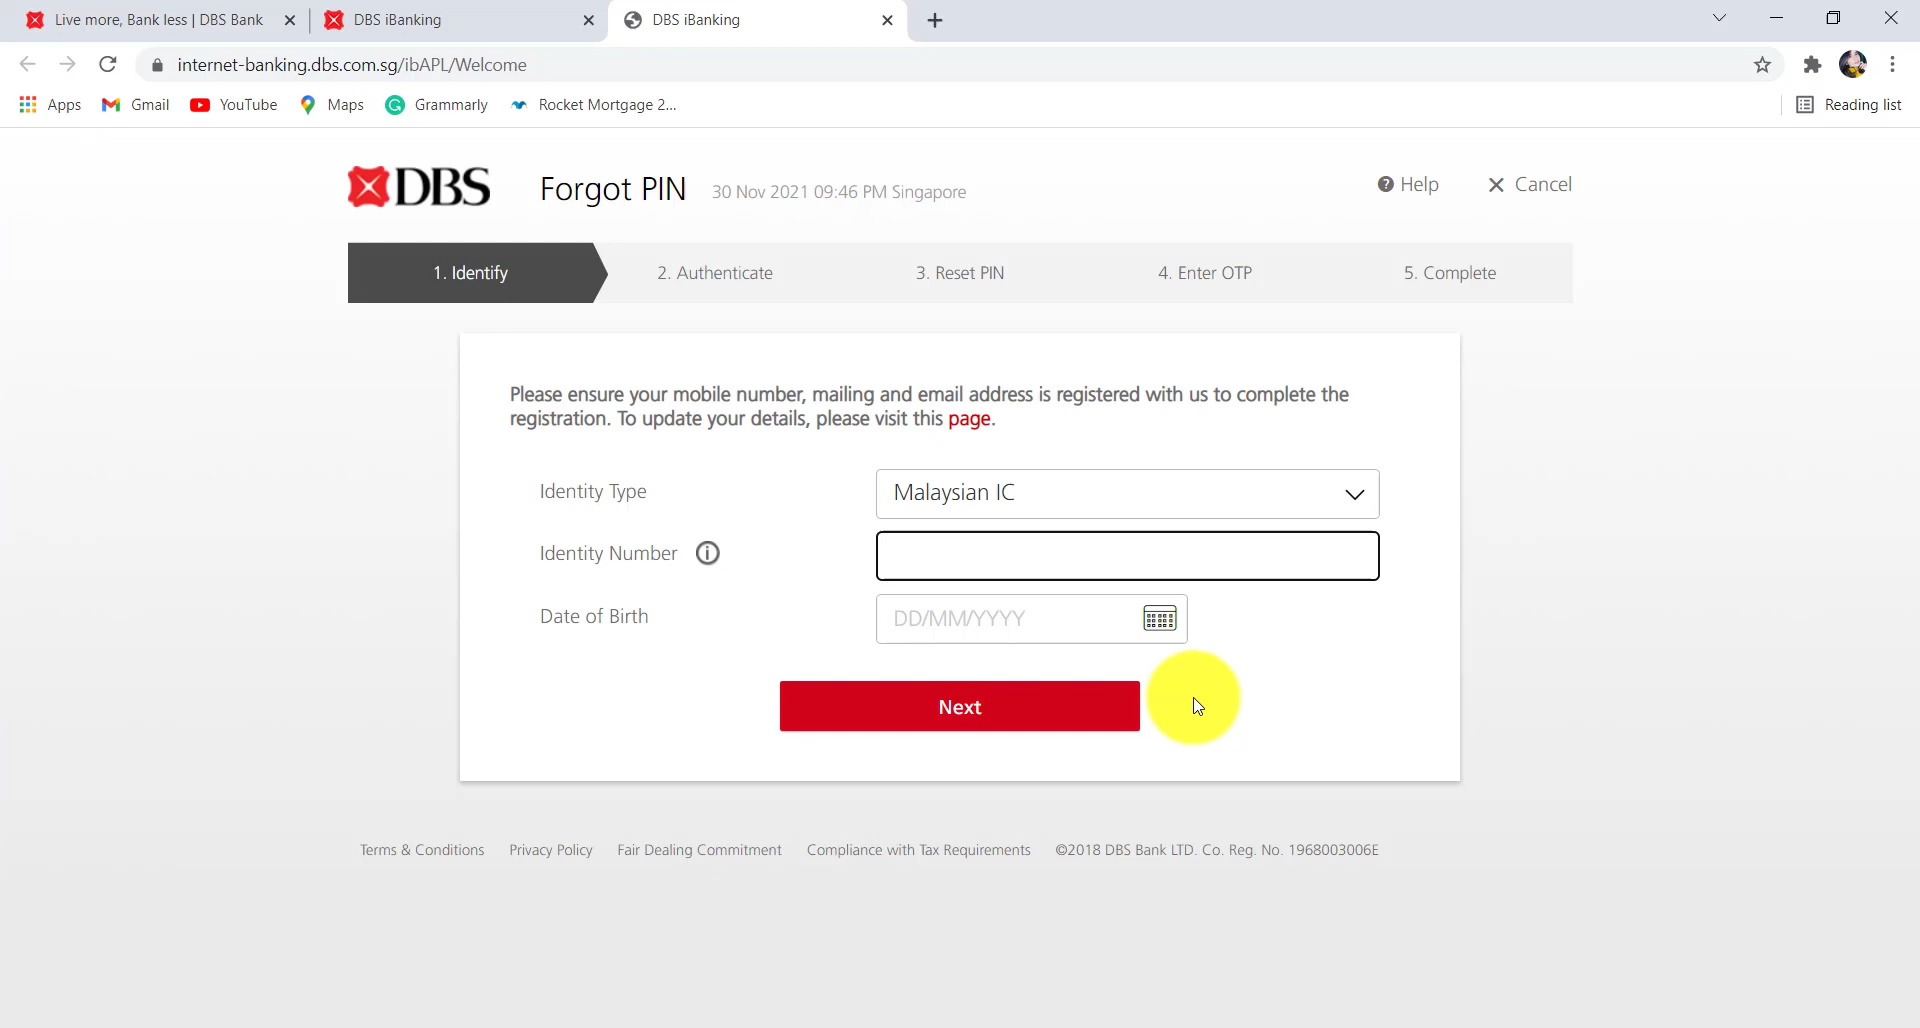 Live more, Bank less | DBS Bank
DBS iBanking
DBS iBanking
internet-banking.dbs.com.sg/ibAPL/Welcome
Apps
Gmail
YouTube
Maps
Grammarly
Rocket Mortgage 2...
Reading list
DBS
Forgot PIN
30 Nov 2021 09:46 PM Singapore
Help
Cancel
1. Identify
2. Authenticate
3. Reset PIN
4. Enter OTP
5. Complete
Please ensure your mobile number, mailing and email address is registered with us to complete the
registration. To update your details, please visit this page.
Identity Type
Malaysian IC
Identity Number
Date of Birth
DD/MM/YYYY
Next
Terms & Conditions
Privacy Policy
Fair Dealing Commitment
Compliance with Tax Requirements
©2018 DBS Bank LTD. Co. Reg. No. 1968003006E